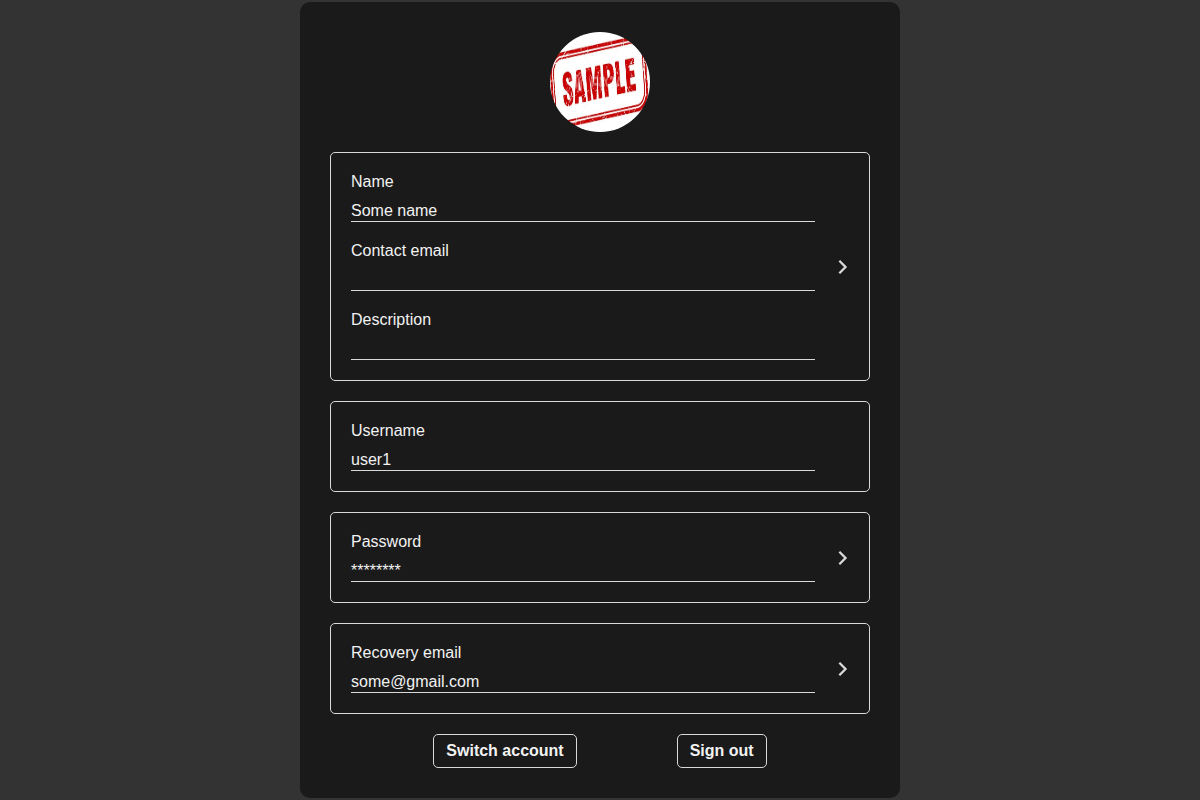 SAMPLE
Name
Some name
Contact email
Description
Username
user1
Password
********
Recovery email
some@gmail.com
Switch account
Sign out